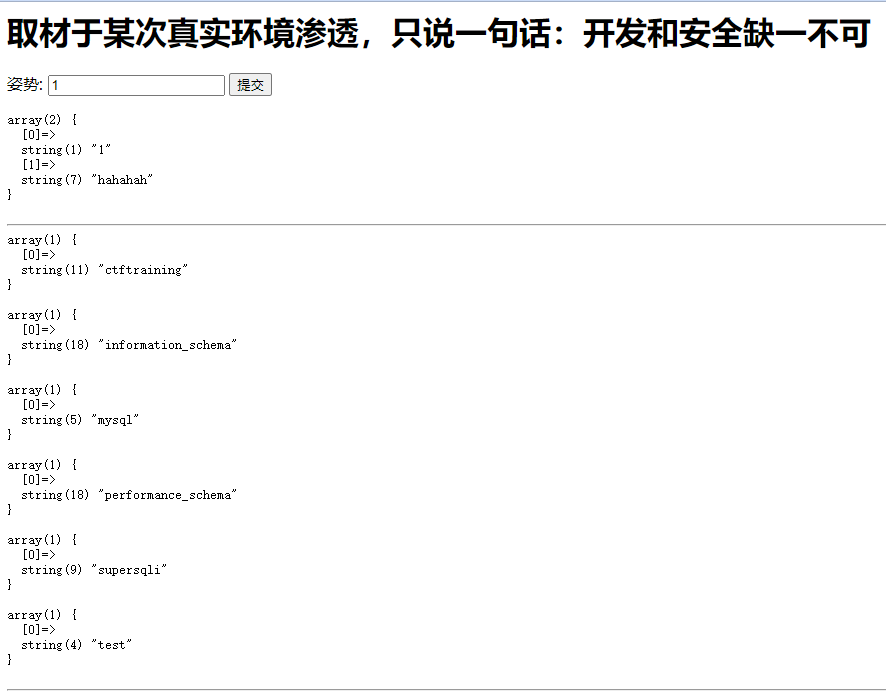 取材于某次真实环境渗透，只说一句话：开发和安全缺一不可
姿势: 1 提交
array(2) {
  [0]=>
  string(1) "1"
  [1]=>
  string(7) "hahahah"
}
array(1) {
  [0]=>
  string(11) "ctftraining"
}
array(1) {
  [0]=>
  string(18) "information_schema"
}
array(1) {
  [0]=>
  string(5) "mysql"
}
array(1) {
  [0]=>
  string(18) "performance_schema"
}
array(1) {
  [0]=>
  string(9) "supersqli"
}
array(1) {
  [0]=>
  string(4) "test"
}